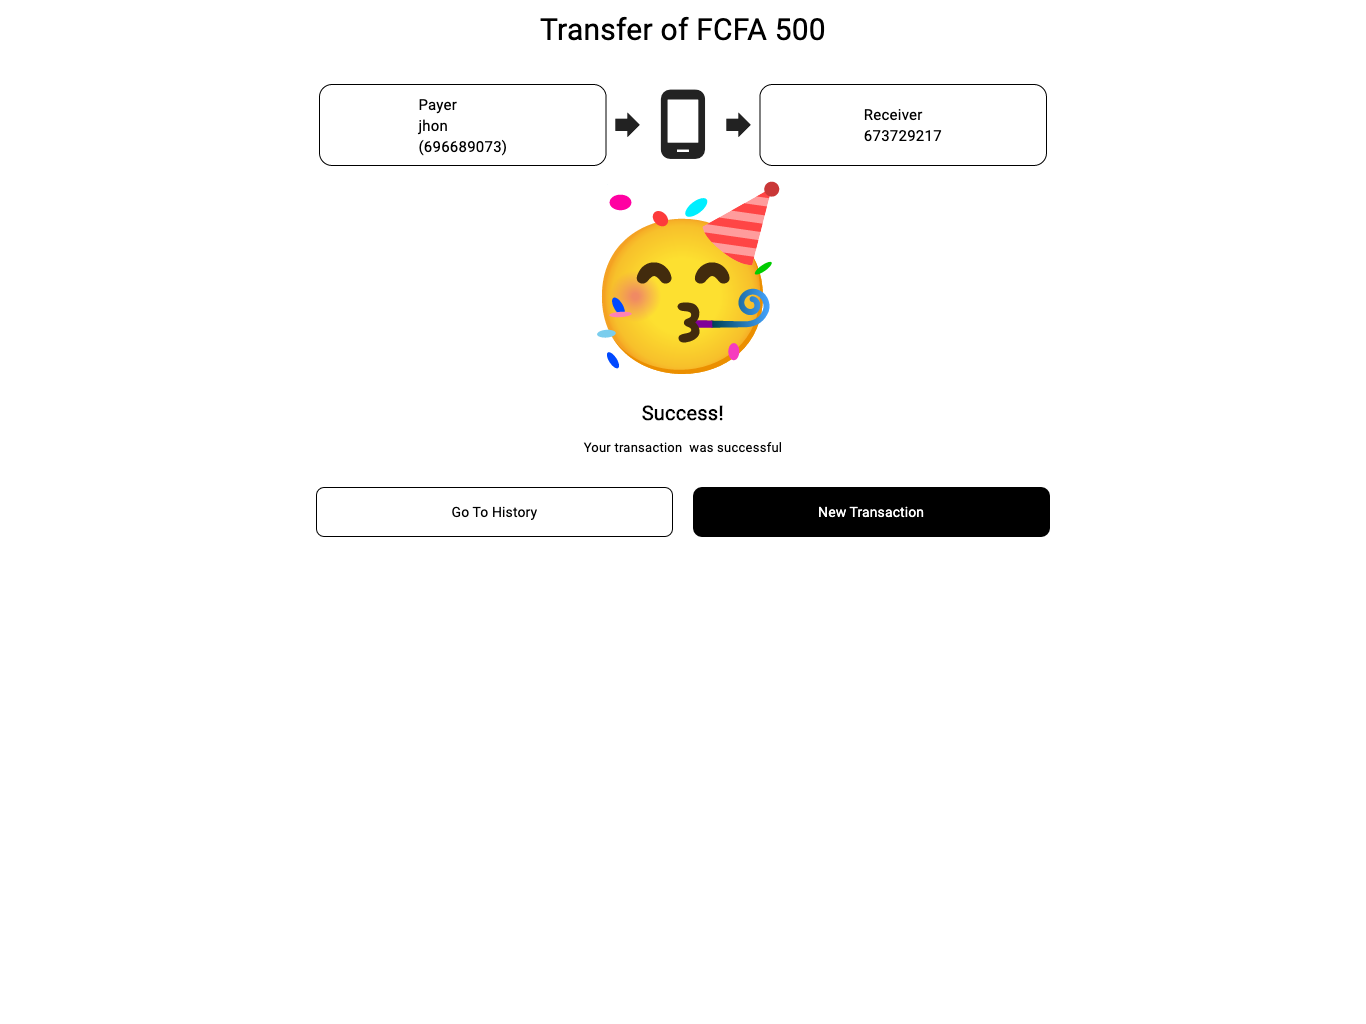 Transfer of FCFA 500
Payer
jhon
(696689073)
Receiver
673729217
Success!
Your transaction  was successful
Go To History
New Transaction